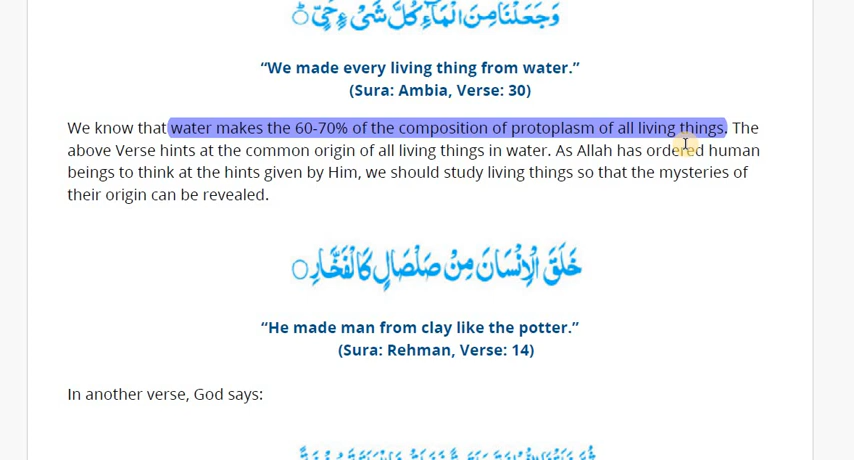 وَجَعَلْنَا مِنَ الْمَآءِ كُلَّ شَیْءٍ حَیٍّ
“We made every living thing from water.”
(Sura: Ambia, Verse: 30)
We know that water makes the 60-70% of the composition of protoplasm of all living things. The
above Verse hints at the common origin of all living things in water. As Allah has ordered human
beings to think at the hints given by Him, we should study living things so that the mysteries of
their origin can be revealed.
خَلَقَ الْاِنْسَانَ مِنْ صَلْصَالٍ كَالْفَخَّارِ
“He made man from clay like the potter.”
(Sura: Rehman, Verse: 14)
In another verse, God says: